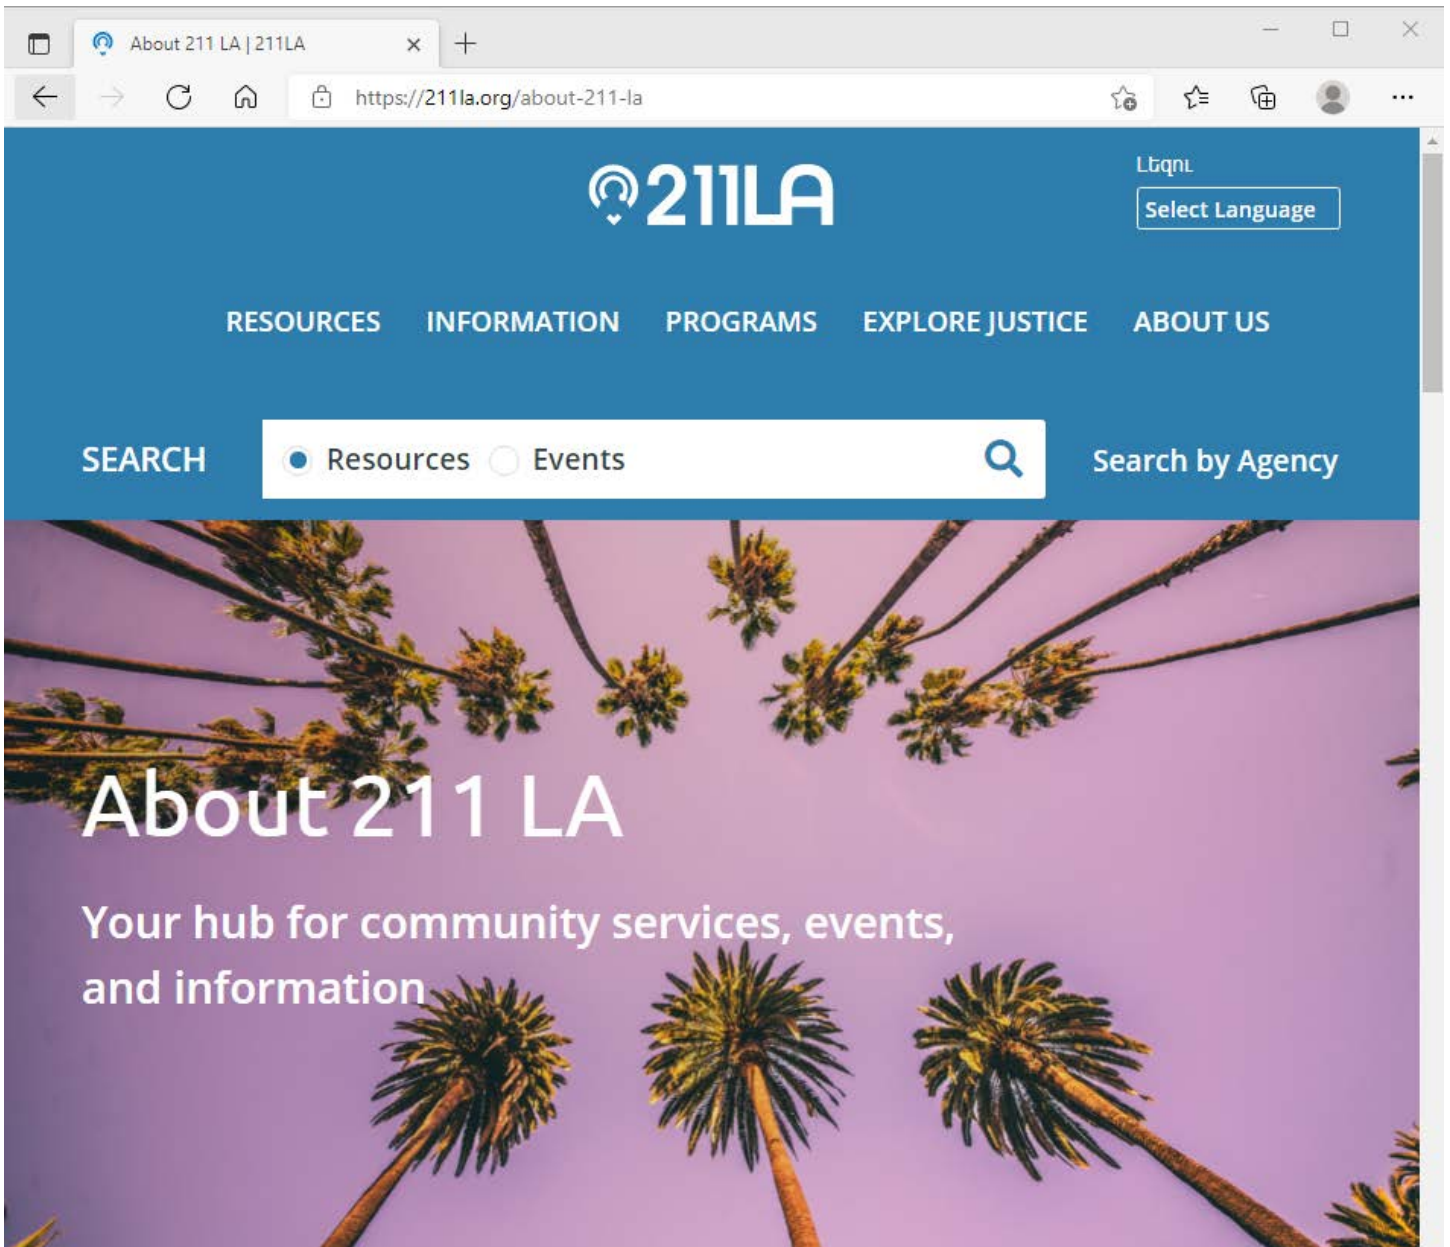 About 211 LA | 211LA
https://211la.org/about-211-la
211LA
Լեզու
Select Language
RESOURCES INFORMATION PROGRAMS EXPLORE JUSTICE ABOUT US
SEARCH Resources Events Search by Agency
About 211 LA
Your hub for community services, events,
and information